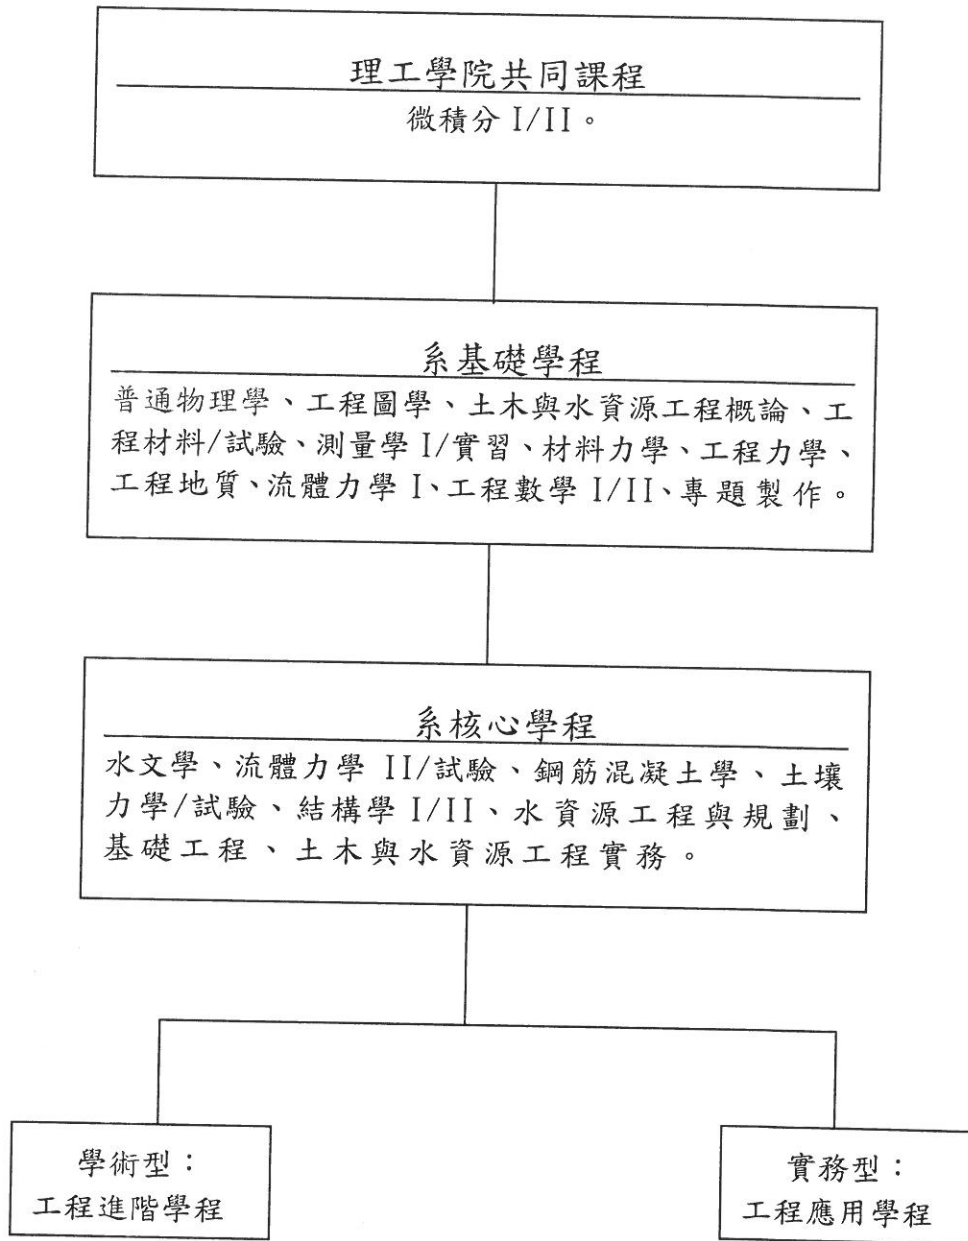 理工學院共同課程
微積分 I/II。
系基礎學程
普通物理學、工程圖學、土木與水資源工程概論、工
程材料/試驗、測量學 I/實習、材料力學、工程力學、
工程地質、流體力學 I、工程數學 I/II、專題製作。
系核心學程
水文學、流體力學 II/試驗、鋼筋混凝土學、土壤
力學/試驗、結構學 I/II、水資源工程與規劃、
基礎工程、土木與水資源工程實務。
學術型：
工程進階學程
實務型：
工程應用學程